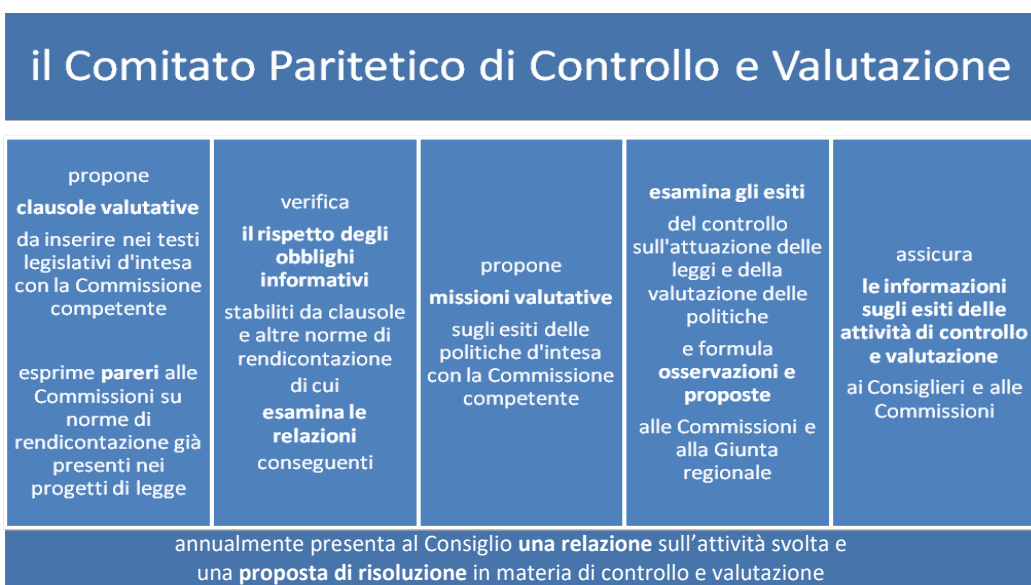 il Comitato Paritetico di Controllo e Valutazione
propone
clausole valutative
da inserire nei testi
legislativi d'intesa
con la Commissione
competente
esprime pareri alle
Commissioni su
norme di
rendicontazione già
presenti nei
progetti di legge
verifica
il rispetto degli
obblighi
informativi
stabiliti da clausole
e altre norme di
rendicontazione
di cui
esamina le
relazioni
conseguenti
propone
missioni valutative
sugli esiti delle
politiche d'intesa
con la Commissione
competente
esamina gli esiti
del controllo
sull'attuazione delle
leggi e della
valutazione delle
politiche
e formula
osservazioni e
proposte
alle Commissioni e
alla Giunta
regionale
assicura
le informazioni
sugli esiti delle
attività di controllo
e valutazione
ai Consiglieri e alle
Commissioni
annualmente presenta al Consiglio una relazione sull’attività svolta e
una proposta di risoluzione in materia di controllo e valutazione